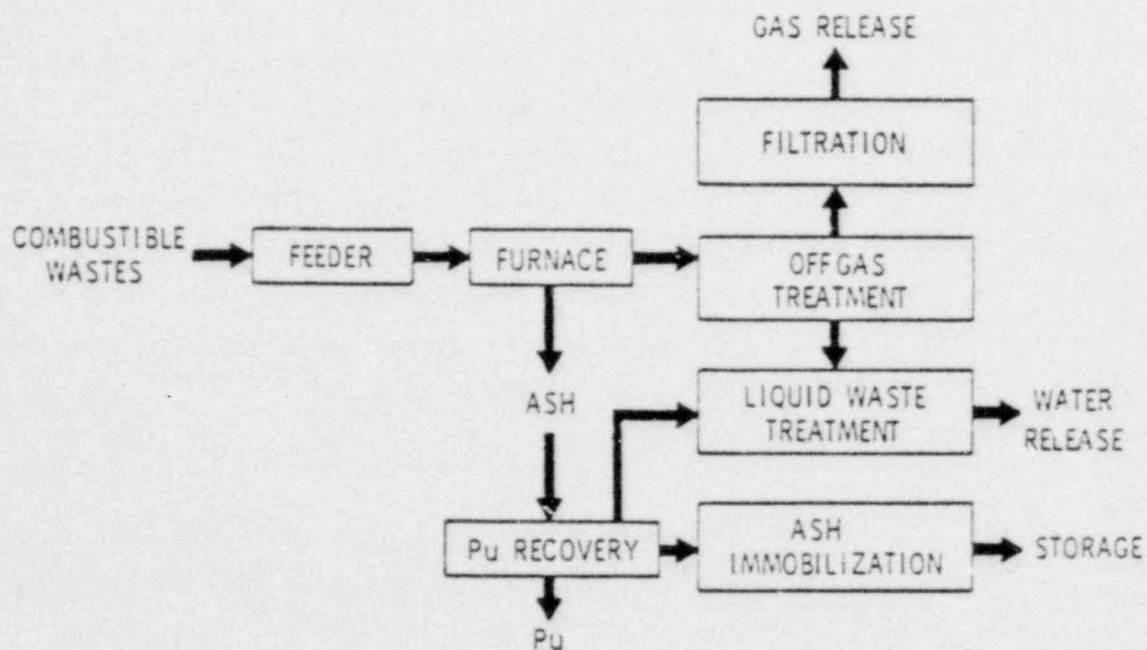 GAS RELEASE
FILTRATION
COMBUSTIBLE
WASTES
FEEDER
FURNACE
OFFGAS
TREATMENT
ASH
LIQUID WASTE
TREATMENT
WATER
RELEASE
Pu RECOVERY
ASH
IMMOBILIZATION
STORAGE
Pu